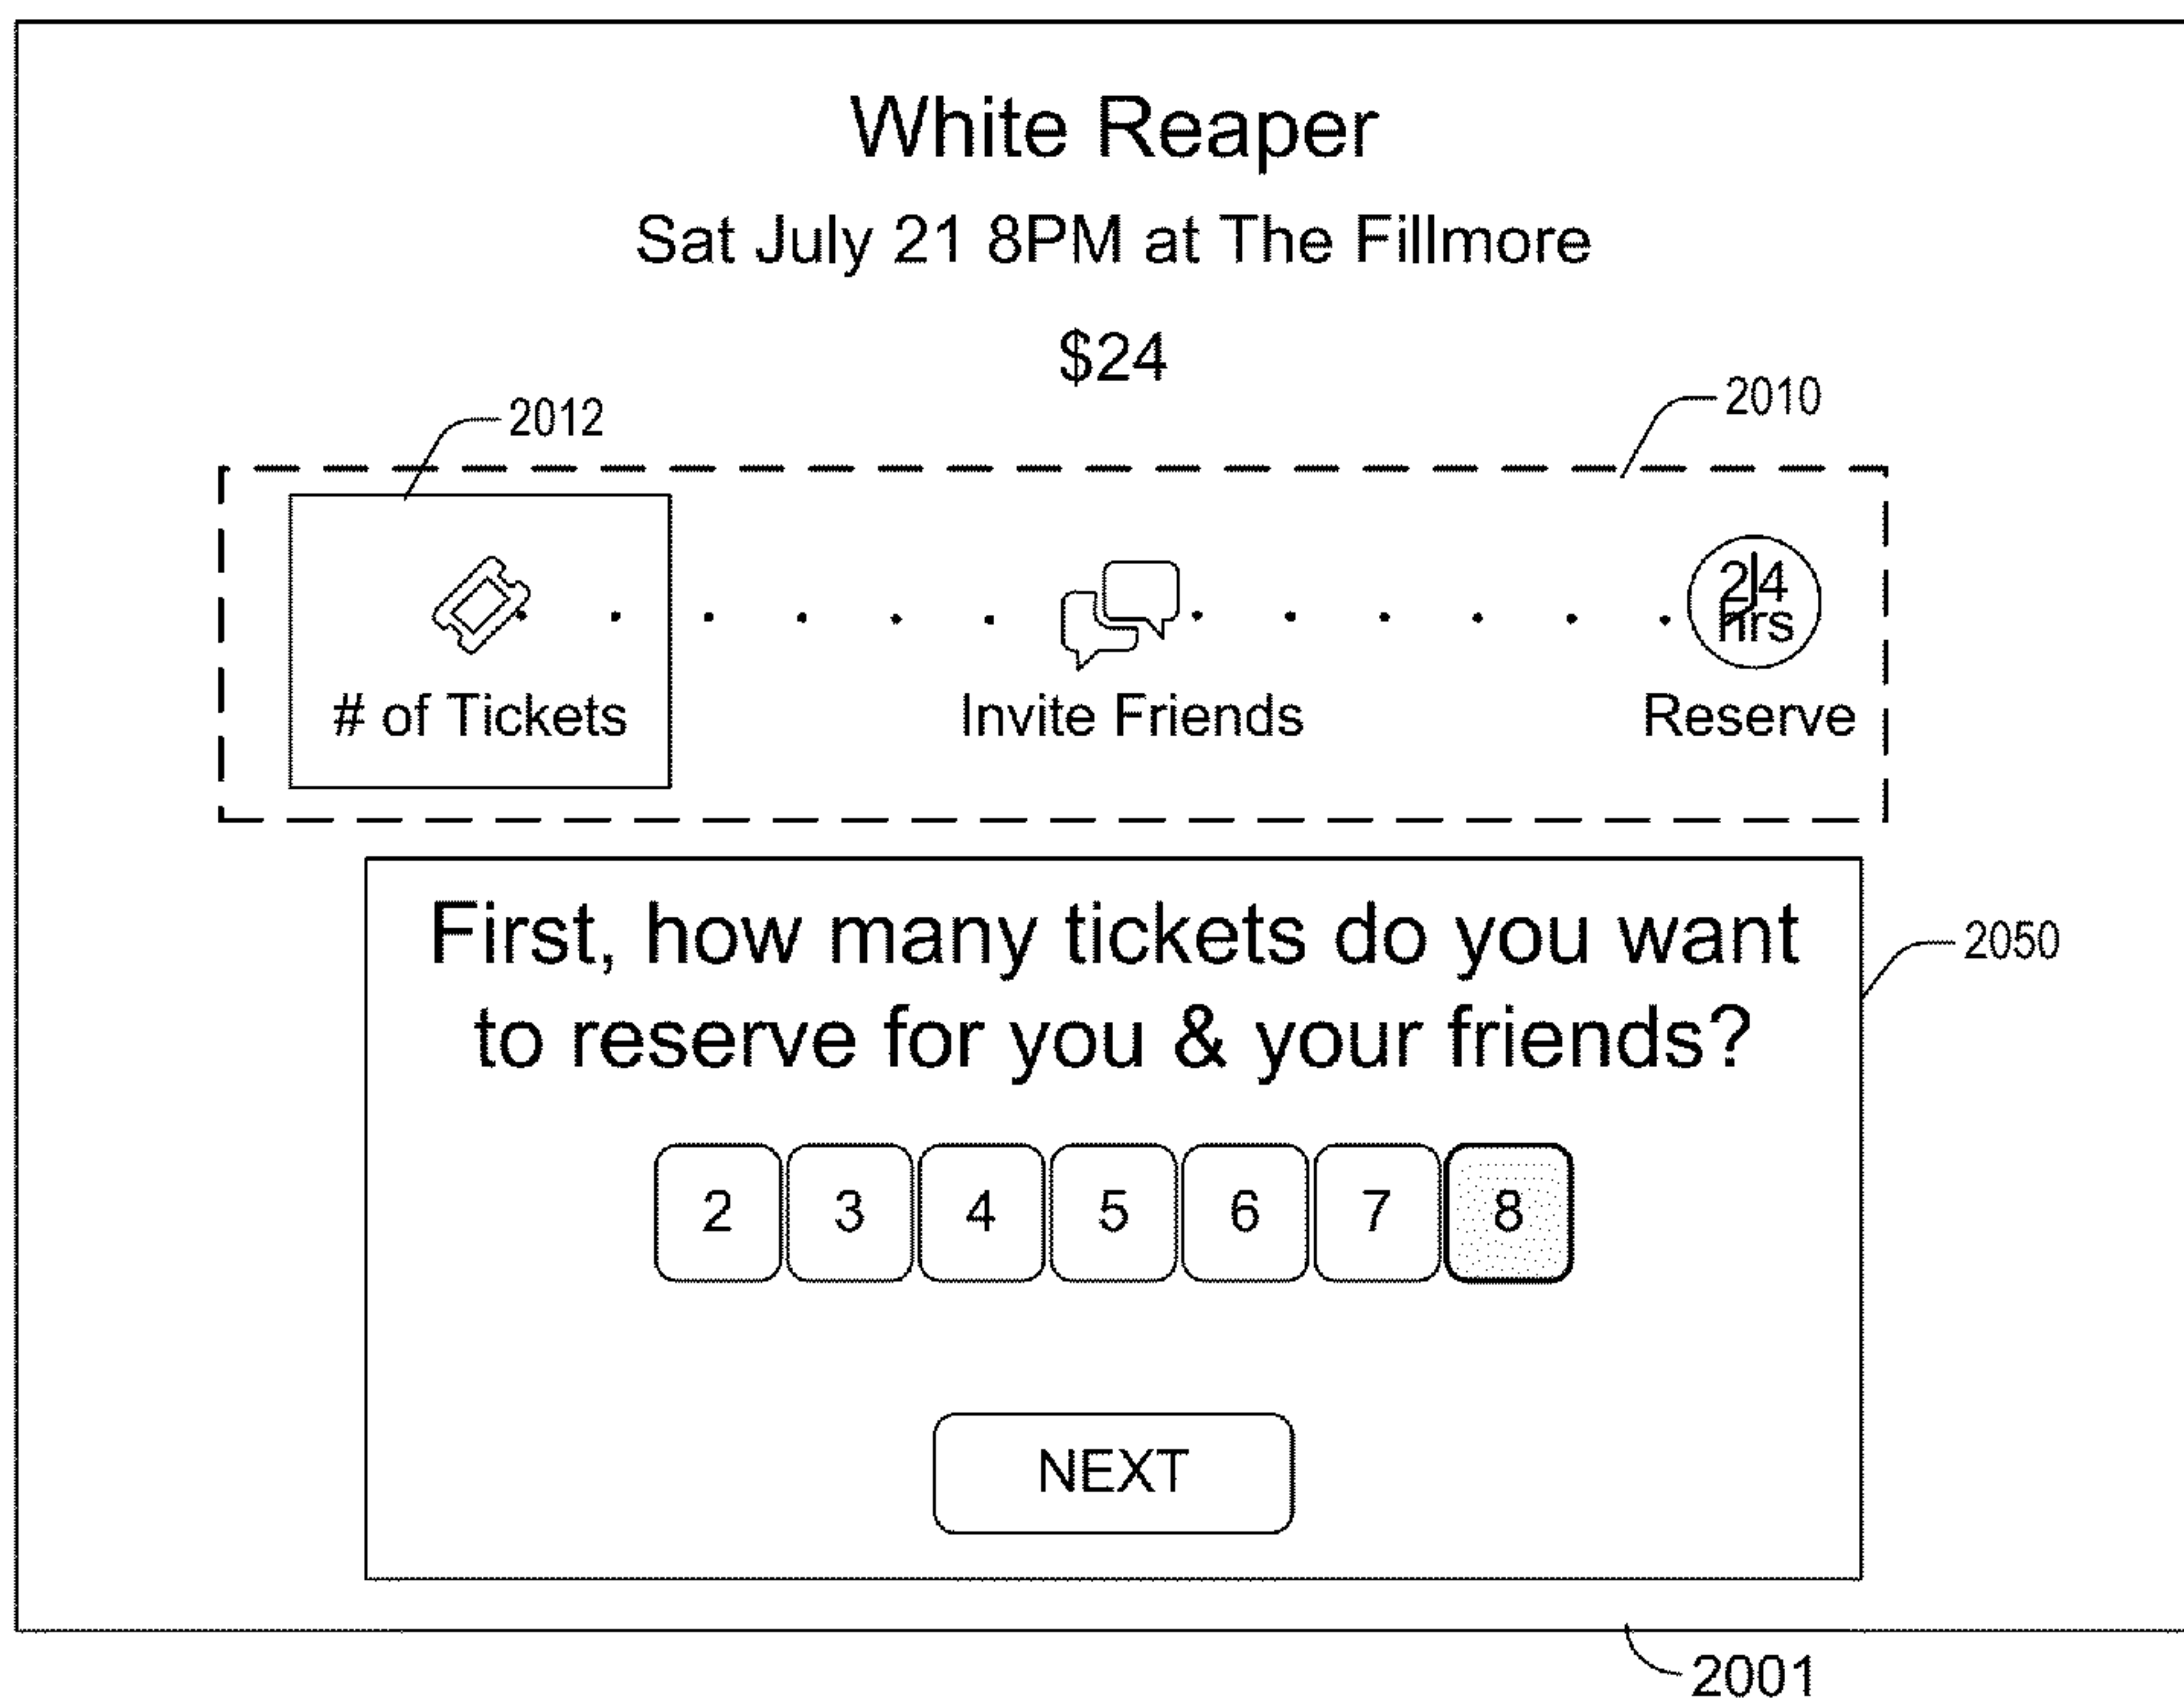 White Reaper
Sat July 21 8PM at The Fillmore
$24
2012
2010
24
hrs
# of Tickets
Invite Friends
Reserve
First, how many tickets do you want
to reserve for you & your friends?
2050
2 3 4 5 6 7 8
NEXT
2001